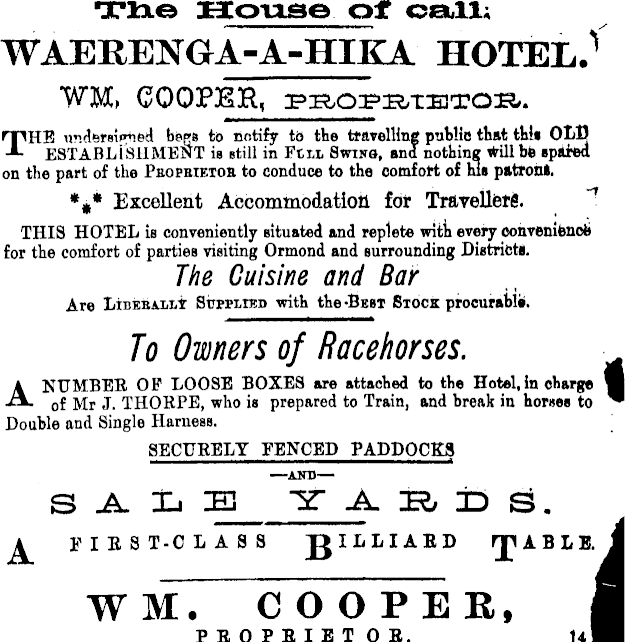 The House of call;
WAERENGA-A-HIKA HOTEL.
WM. COOPER, PROPRIETOR.
THE undersigned begs to notify to the travelling public that this OLD
ESTABLISHMENT is still in FULL SWING, and nothing will be spared
on the part of the PROPRIETOR to conduce to the comfort of his patrons.
*** Excellent Accommodation for Travellers.
THIS HOTEL is conveniently situated and replete with every convenience
for the comfort of parties visiting Ormond and surrounding Districts.
The Cuisine and Bar
Are LIBERALLY SUPPLIED with the BEST STOCK procurable.
To Owners of Racehorses.
A NUMBER OF LOOSE BOXES are attached to the Hotel, in charge
of Mr J. THORPE, who is prepared to Train, and break in horses to
Double and Single Harness.
SECURELY FENCED PADDOCKS
—AND—
SALE YARDS.
A FIRST-CLASS BILLIARD TABLE.
WM. COOPER,
PROPRIETOR. 14